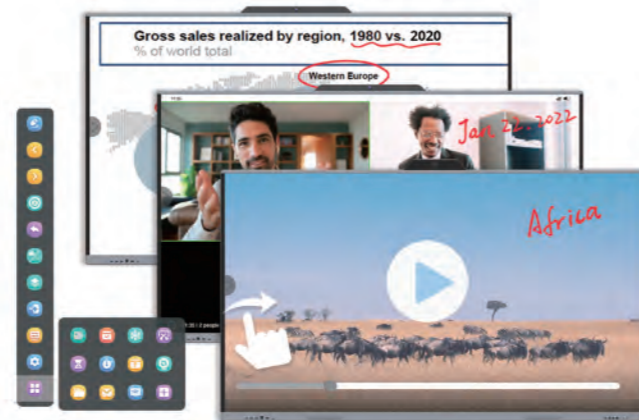 Gross sales realized by region, 1980 vs. 2020
% of world total
Western Europe
Jan 22. 2022
Africa